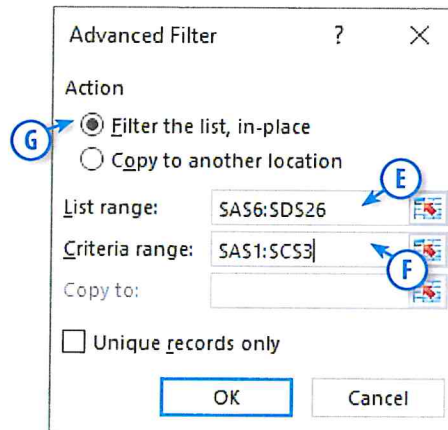 Advanced Filter ? X
Action
G Filter the list, in-place
Copy to another location
E
List range: $A$6:$D$26
Criteria range: $A$1:$C$3
F
Copy to:
Unique records only
OK Cancel